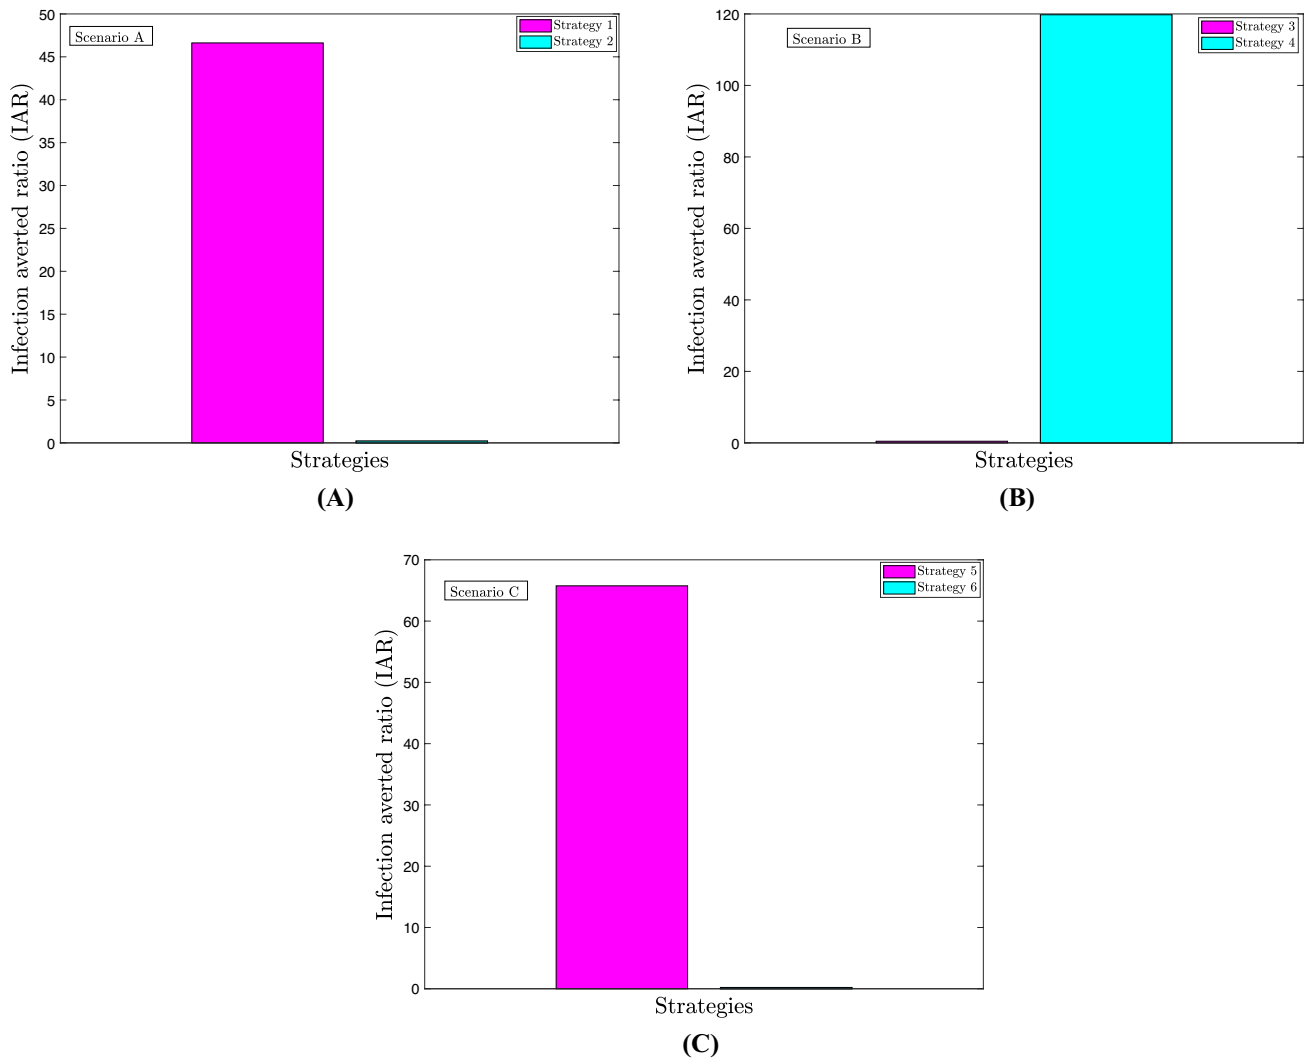 Scenario A
Strategy 1
Strategy 2
50
45
40
35
30
25
20
15
10
5
0
Infection averted ratio (IAR)
Strategies
(A)
Scenario B
Strategy 3
Strategy 4
120
100
80
60
40
20
0
Infection averted ratio (IAR)
Strategies
(B)
Scenario C
Strategy 5
Strategy 6
70
60
50
40
30
20
10
0
Infection averted ratio (IAR)
Strategies
(C)